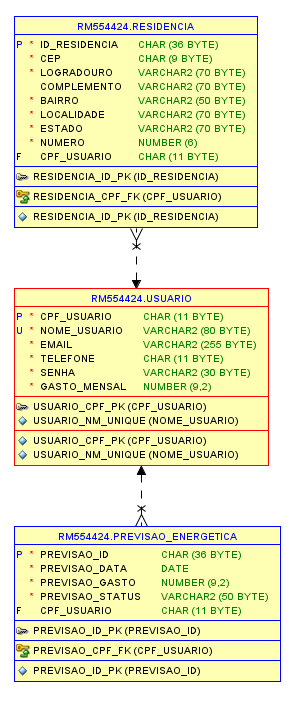 RM554424.RESIDENCIA
P * ID_RESIDENCIA CHAR (36 BYTE)
* CEP CHAR (9 BYTE)
* LOGRADOURO VARCHAR2 (70 BYTE)
COMPLEMENTO VARCHAR2 (70 BYTE)
* BAIRRO VARCHAR2 (50 BYTE)
* LOCALIDADE VARCHAR2 (70 BYTE)
* ESTADO VARCHAR2 (70 BYTE)
* NUMERO NUMBER (6)
F CPF_USUARIO CHAR (11 BYTE)
RESIDENCIA_ID_PK (ID_RESIDENCIA)
RESIDENCIA_CPF_FK (CPF_USUARIO)
RESIDENCIA_ID_PK (ID_RESIDENCIA)
RM554424.USUARIO
P * CPF_USUARIO CHAR (11 BYTE)
U * NOME_USUARIO VARCHAR2 (80 BYTE)
* EMAIL VARCHAR2 (255 BYTE)
* TELEFONE CHAR (11 BYTE)
* SENHA VARCHAR2 (30 BYTE)
* GASTO_MENSAL NUMBER (9,2)
USUARIO_CPF_PK (CPF_USUARIO)
USUARIO_NM_UNIQUE (NOME_USUARIO)
USUARIO_CPF_PK (CPF_USUARIO)
USUARIO_NM_UNIQUE (NOME_USUARIO)
RM554424.PREVISAO_ENERGETICA
P * PREVISAO_ID CHAR (36 BYTE)
* PREVISAO_DATA DATE
* PREVISAO_GASTO NUMBER (9,2)
* PREVISAO_STATUS VARCHAR2 (50 BYTE)
F CPF_USUARIO CHAR (11 BYTE)
PREVISAO_ID_PK (PREVISAO_ID)
PREVISAO_CPF_FK (CPF_USUARIO)
PREVISAO_ID_PK (PREVISAO_ID)